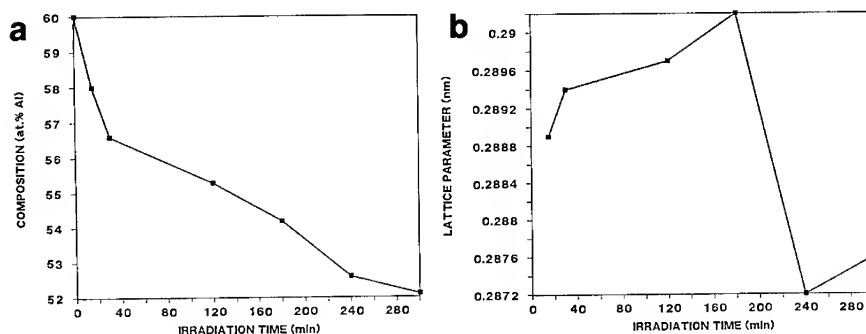 a
60
59
58
57
56
55
54
53
52
COMPOSITION (at.% Al)
0 40 80 120 160 200 240 280
IRRADIATION TIME (min)
b
0.29
0.2896
0.2892
0.2888
0.2884
0.288
0.2876
0.2872
LATTICE PARAMETER (nm)
0 40 80 120 160 200 240 280
IRRADIATION TIME (min)